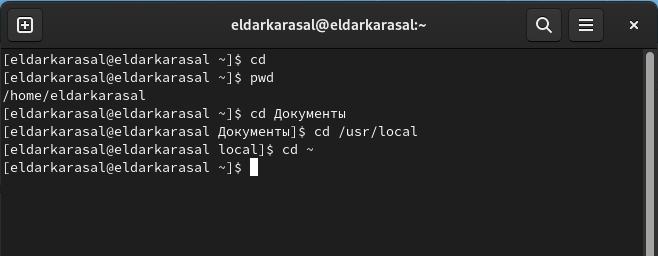 eldarkarasal@eldarkarasal:~
[eldarkarasal@eldarkarasal ~]$ cd
[eldarkarasal@eldarkarasal ~]$ pwd
/home/eldarkarasal
[eldarkarasal@eldarkarasal ~]$ cd Документы
[eldarkarasal@eldarkarasal Документы]$ cd /usr/local
[eldarkarasal@eldarkarasal local]$ cd ~
[eldarkarasal@eldarkarasal ~]$